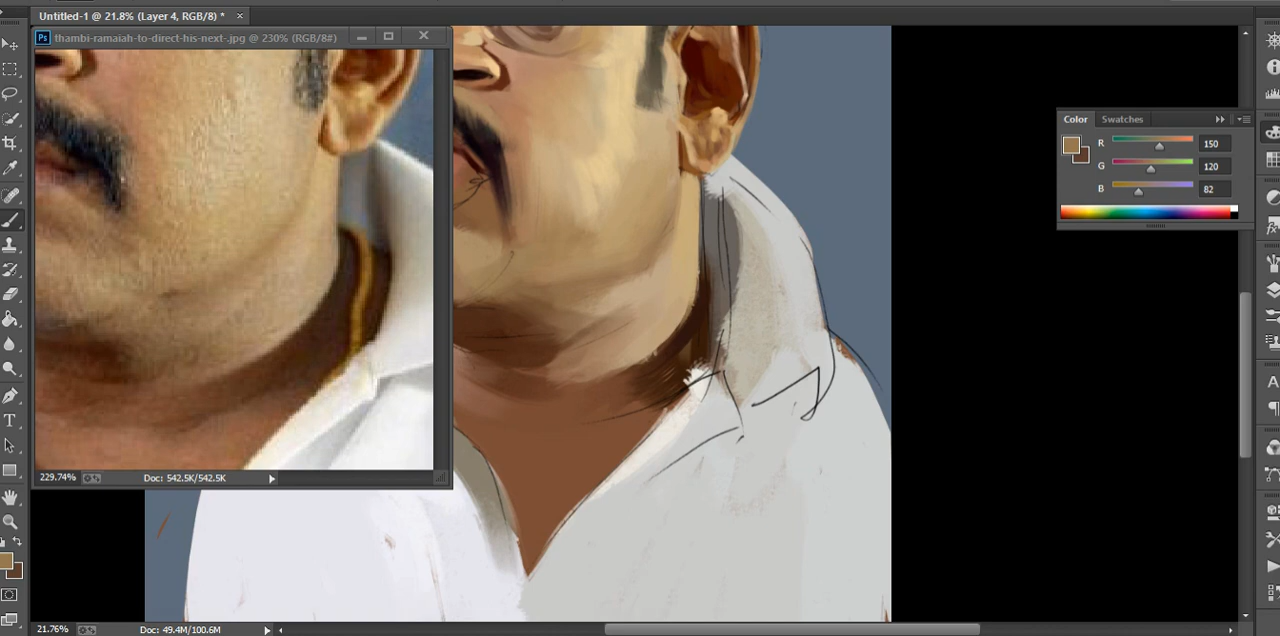 Untitled-1 @ 21.8% (Layer 4, RGB/8) * ×
Ps thambi-ramaiah-to-direct-his-next-.jpg @ 230% (RGB/8#)
229.74% Doc: 542.5K/542.5K
Color Swatches
R 150
G 120
B 82
21.76% Doc: 49.4M/100.6M